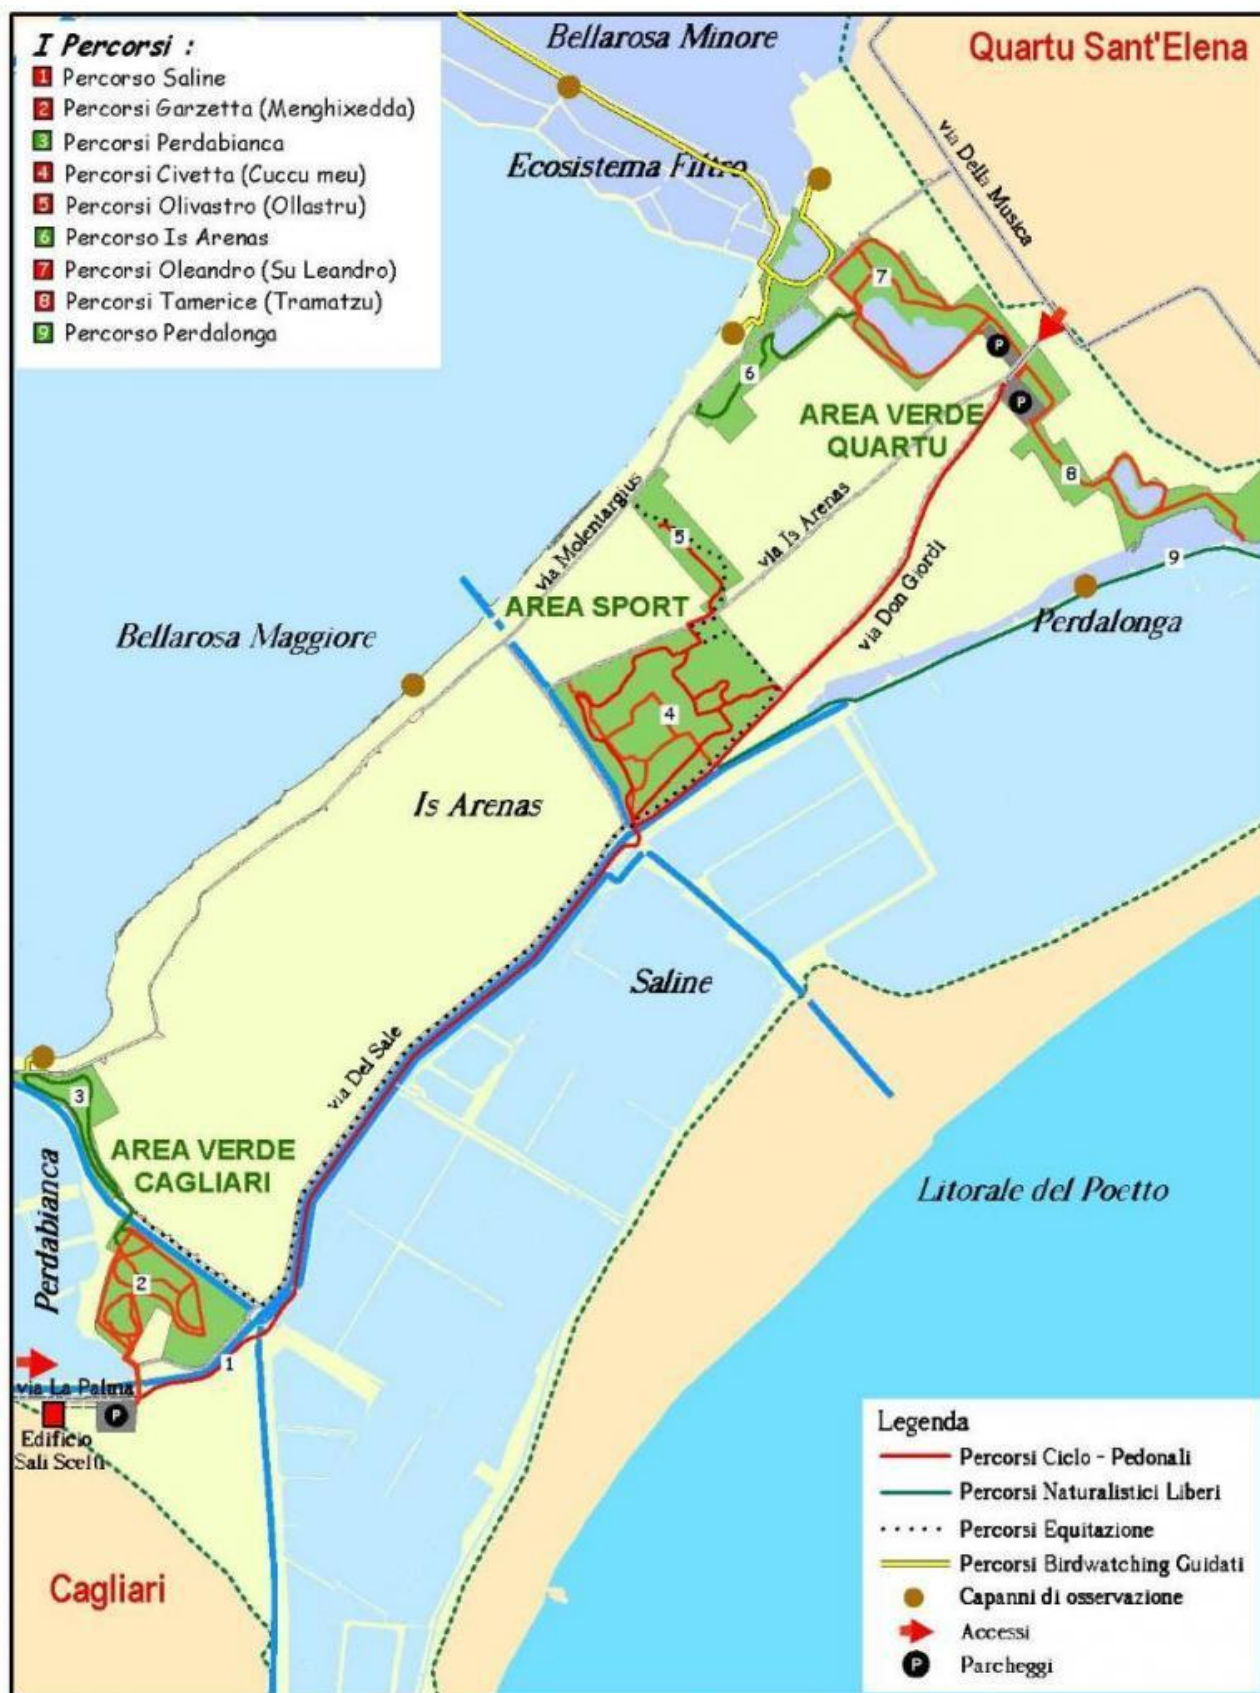 I Percorsi :
1 Percorso Saline
2 Percorsi Garzetta (Menghixedda)
3 Percorsi Perdabianca
4 Percorsi Civetta (Cuccu meu)
5 Percorsi Olivastro (Ollastru)
6 Percorso Is Arenas
7 Percorsi Oleandro (Su Leandro)
8 Percorsi Tamerice (Tramatzu)
9 Percorso Perdalonga
Bellarosa Minore
Quartu Sant'Elena
via Della Musica
Ecosistema Filtro
7
P
6
P
AREA VERDE
QUARTU
8
via Molentargius
via Is Arenas
5
9
via Don Giordi
AREA SPORT
Perdalonga
Bellarosa Maggiore
4
Is Arenas
Saline
via Del Sale
3
AREA VERDE
CAGLIARI
Perdabianca
Litorale del Poetto
2
1
via La Palma
P
Edificio
Sali Scelti
Cagliari
Legenda
Percorsi Ciclo - Pedonali
Percorsi Naturalistici Liberi
Percorsi Equitazione
Percorsi Birdwatching Guidati
Capanni di osservazione
Accessi
P Parcheggi